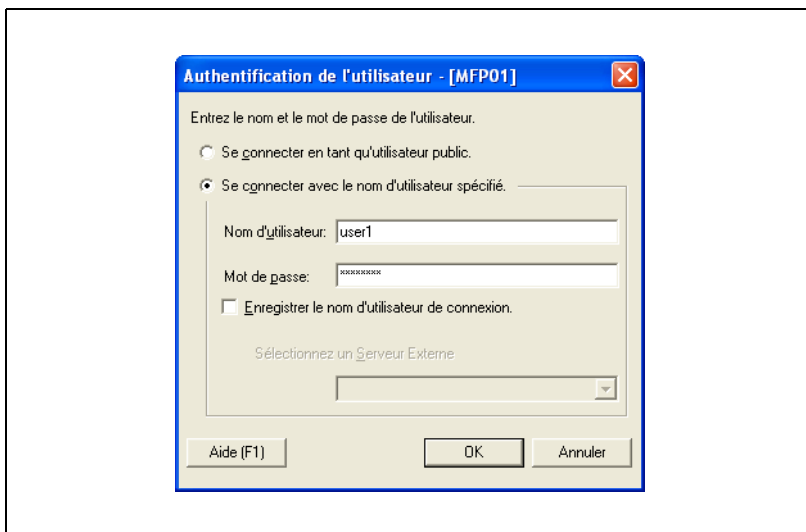 Authentification de l'utilisateur - [MFP01]
Entrez le nom et le mot de passe de l'utilisateur.
Se connecter en tant qu'utilisateur public.
Se connecter avec le nom d'utilisateur spécifié.
Nom d'utilisateur: user1
Mot de passe: ********
Enregistrer le nom d'utilisateur de connexion.
Sélectionnez un Serveur Externe
Aide (F1) OK Annuler